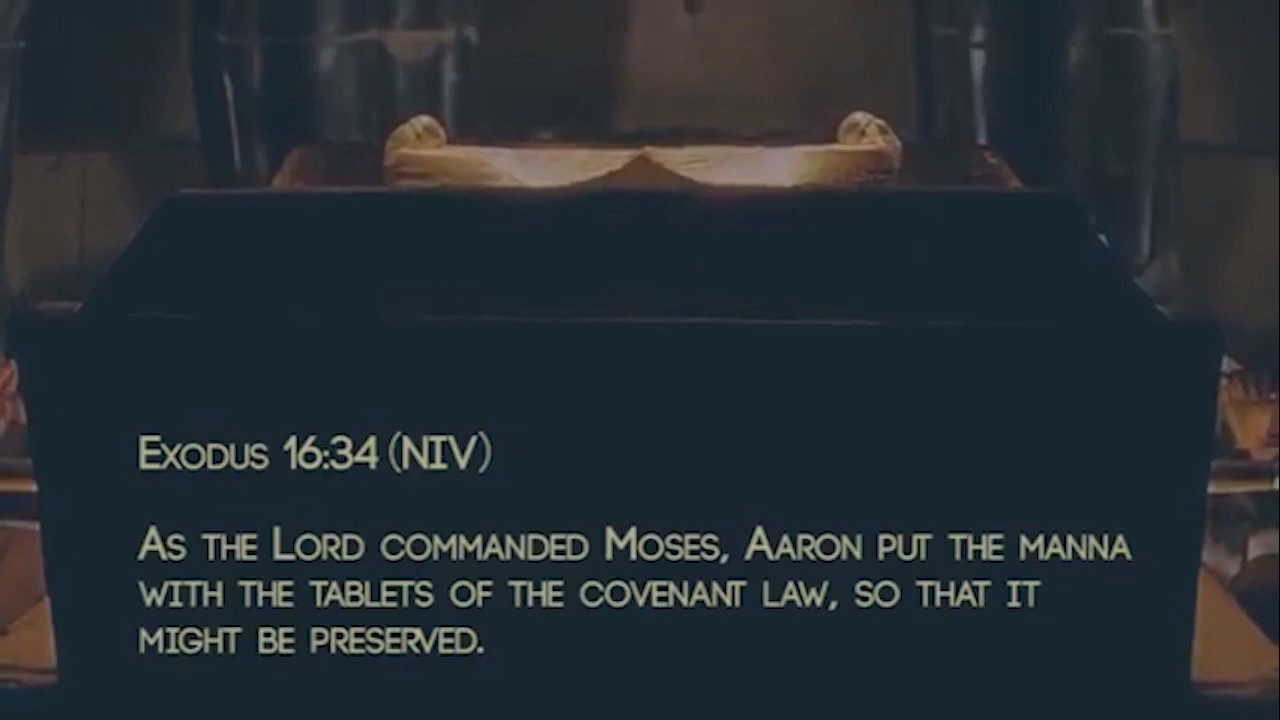 Exodus 16:34 (NIV)
As the Lord commanded Moses, Aaron put the manna
with the tablets of the covenant law, so that it
might be preserved.